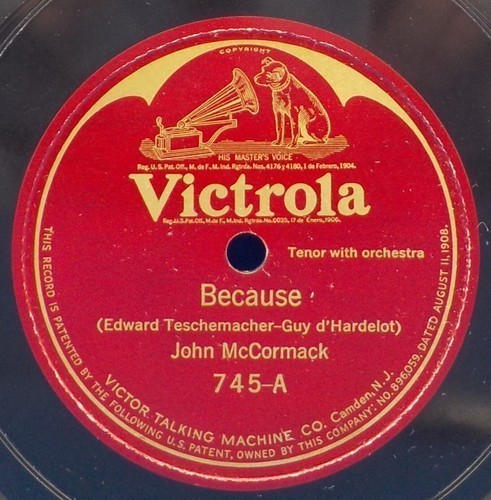 COPYRIGHT
HIS MASTER'S VOICE
Reg. U.S. Pat. Off., M. de F., M. Ind. Rgtrda. Nos. 4176 y 4180, 1 de Febrero, 1904.
Victrola
Reg. U.S. Pat. Off., M. de F., M. Ind. Rgtrda. No. 6035, 17 de Enero, 1906.
Tenor with orchestra
Because
(Edward Teschemacher–Guy d'Hardelot)
John McCormack
745–A
VICTOR TALKING MACHINE CO. Camden, N.J.
THIS RECORD IS PATENTED BY THE FOLLOWING U.S. PATENT, OWNED BY THIS COMPANY: NO. 896,059, DATED AUGUST 11, 1908.